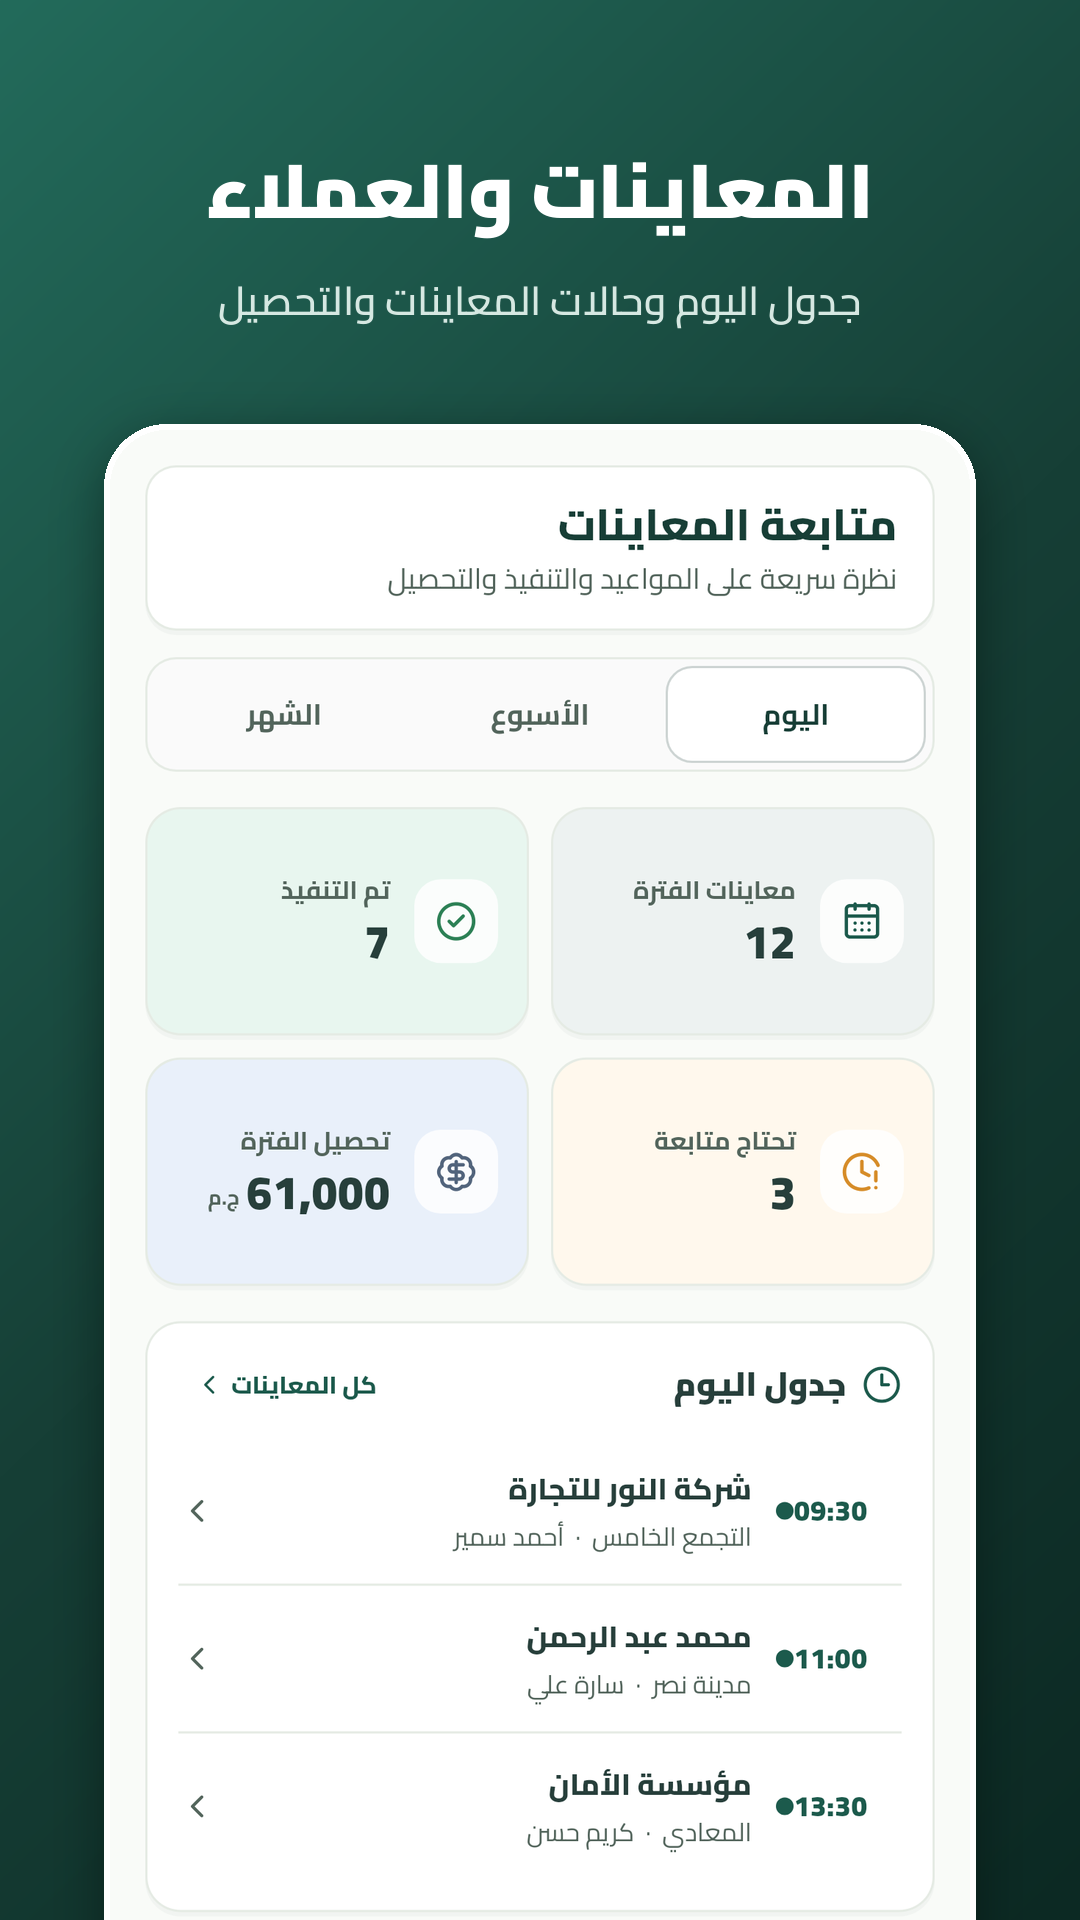 المعاينات والعملاء
جدول اليوم وحالات المعاينات والتحصيل
متابعة المعاينات
نظرة سريعة على المواعيد والتنفيذ والتحصيل
اليوم
الأسبوع
الشهر
معاينات الفترة
12
تم التنفيذ
7
تحتاج متابعة
3
تحصيل الفترة
61,000 ج.م
جدول اليوم
كل المعاينات
09:30
شركة النور للتجارة
التجمع الخامس · أحمد سمير
11:00
محمد عبد الرحمن
مدينة نصر · سارة علي
13:30
مؤسسة الأمان
المعادي · كريم حسن